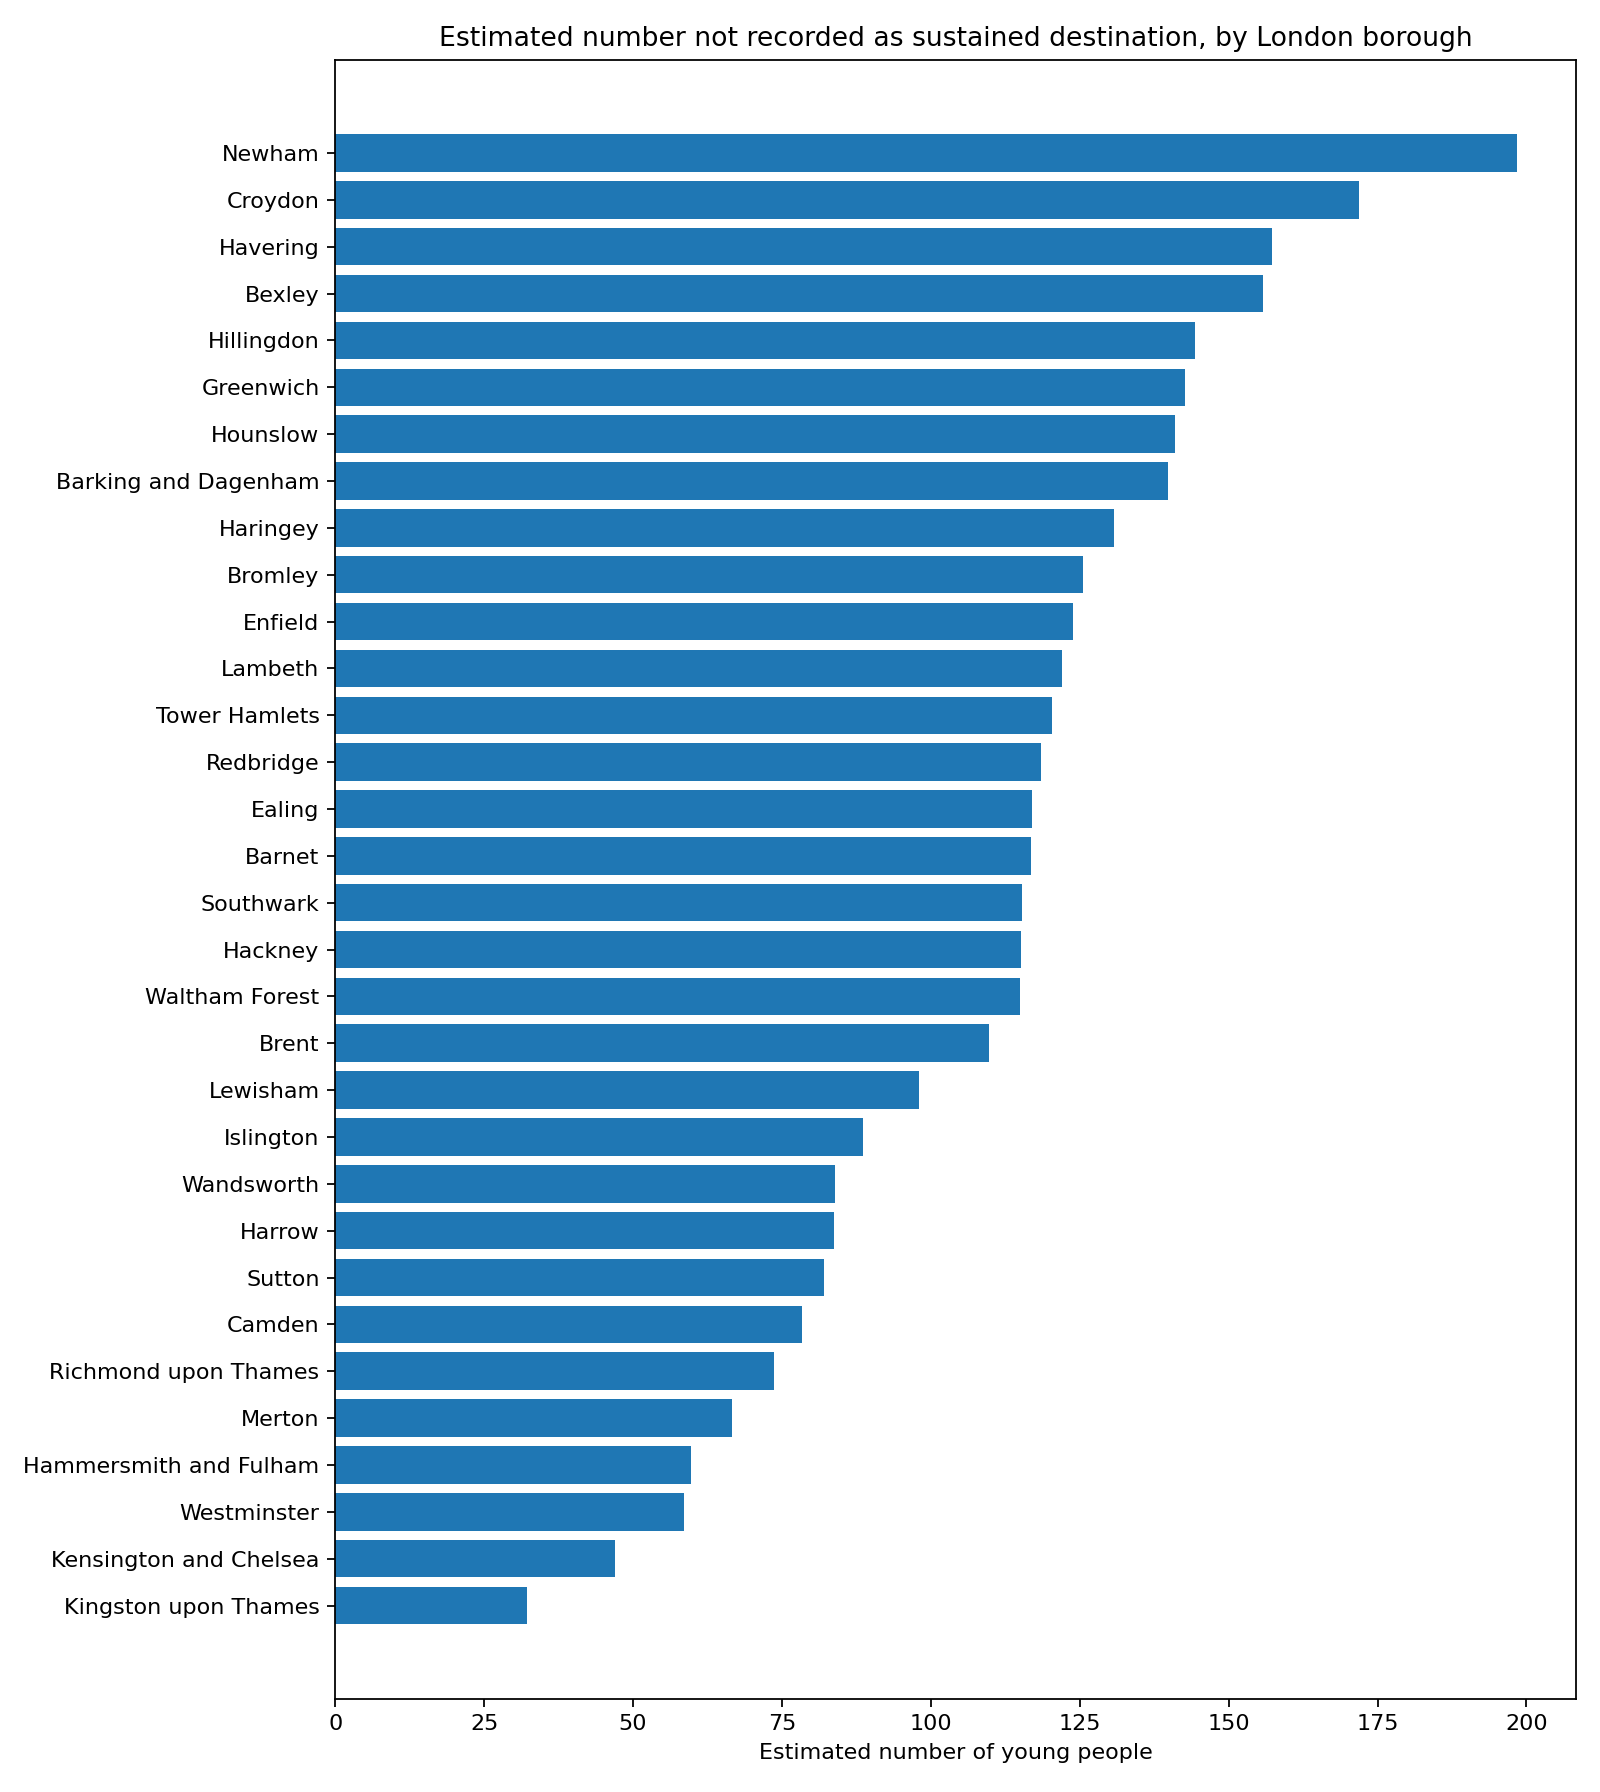 Estimated number not recorded as sustained destination, by London borough
Newham
Croydon
Havering
Bexley
Hillingdon
Greenwich
Hounslow
Barking and Dagenham
Haringey
Bromley
Enfield
Lambeth
Tower Hamlets
Redbridge
Ealing
Barnet
Southwark
Hackney
Waltham Forest
Brent
Lewisham
Islington
Wandsworth
Harrow
Sutton
Camden
Richmond upon Thames
Merton
Hammersmith and Fulham
Westminster
Kensington and Chelsea
Kingston upon Thames
0 25 50 75 100 125 150 175 200
Estimated number of young people